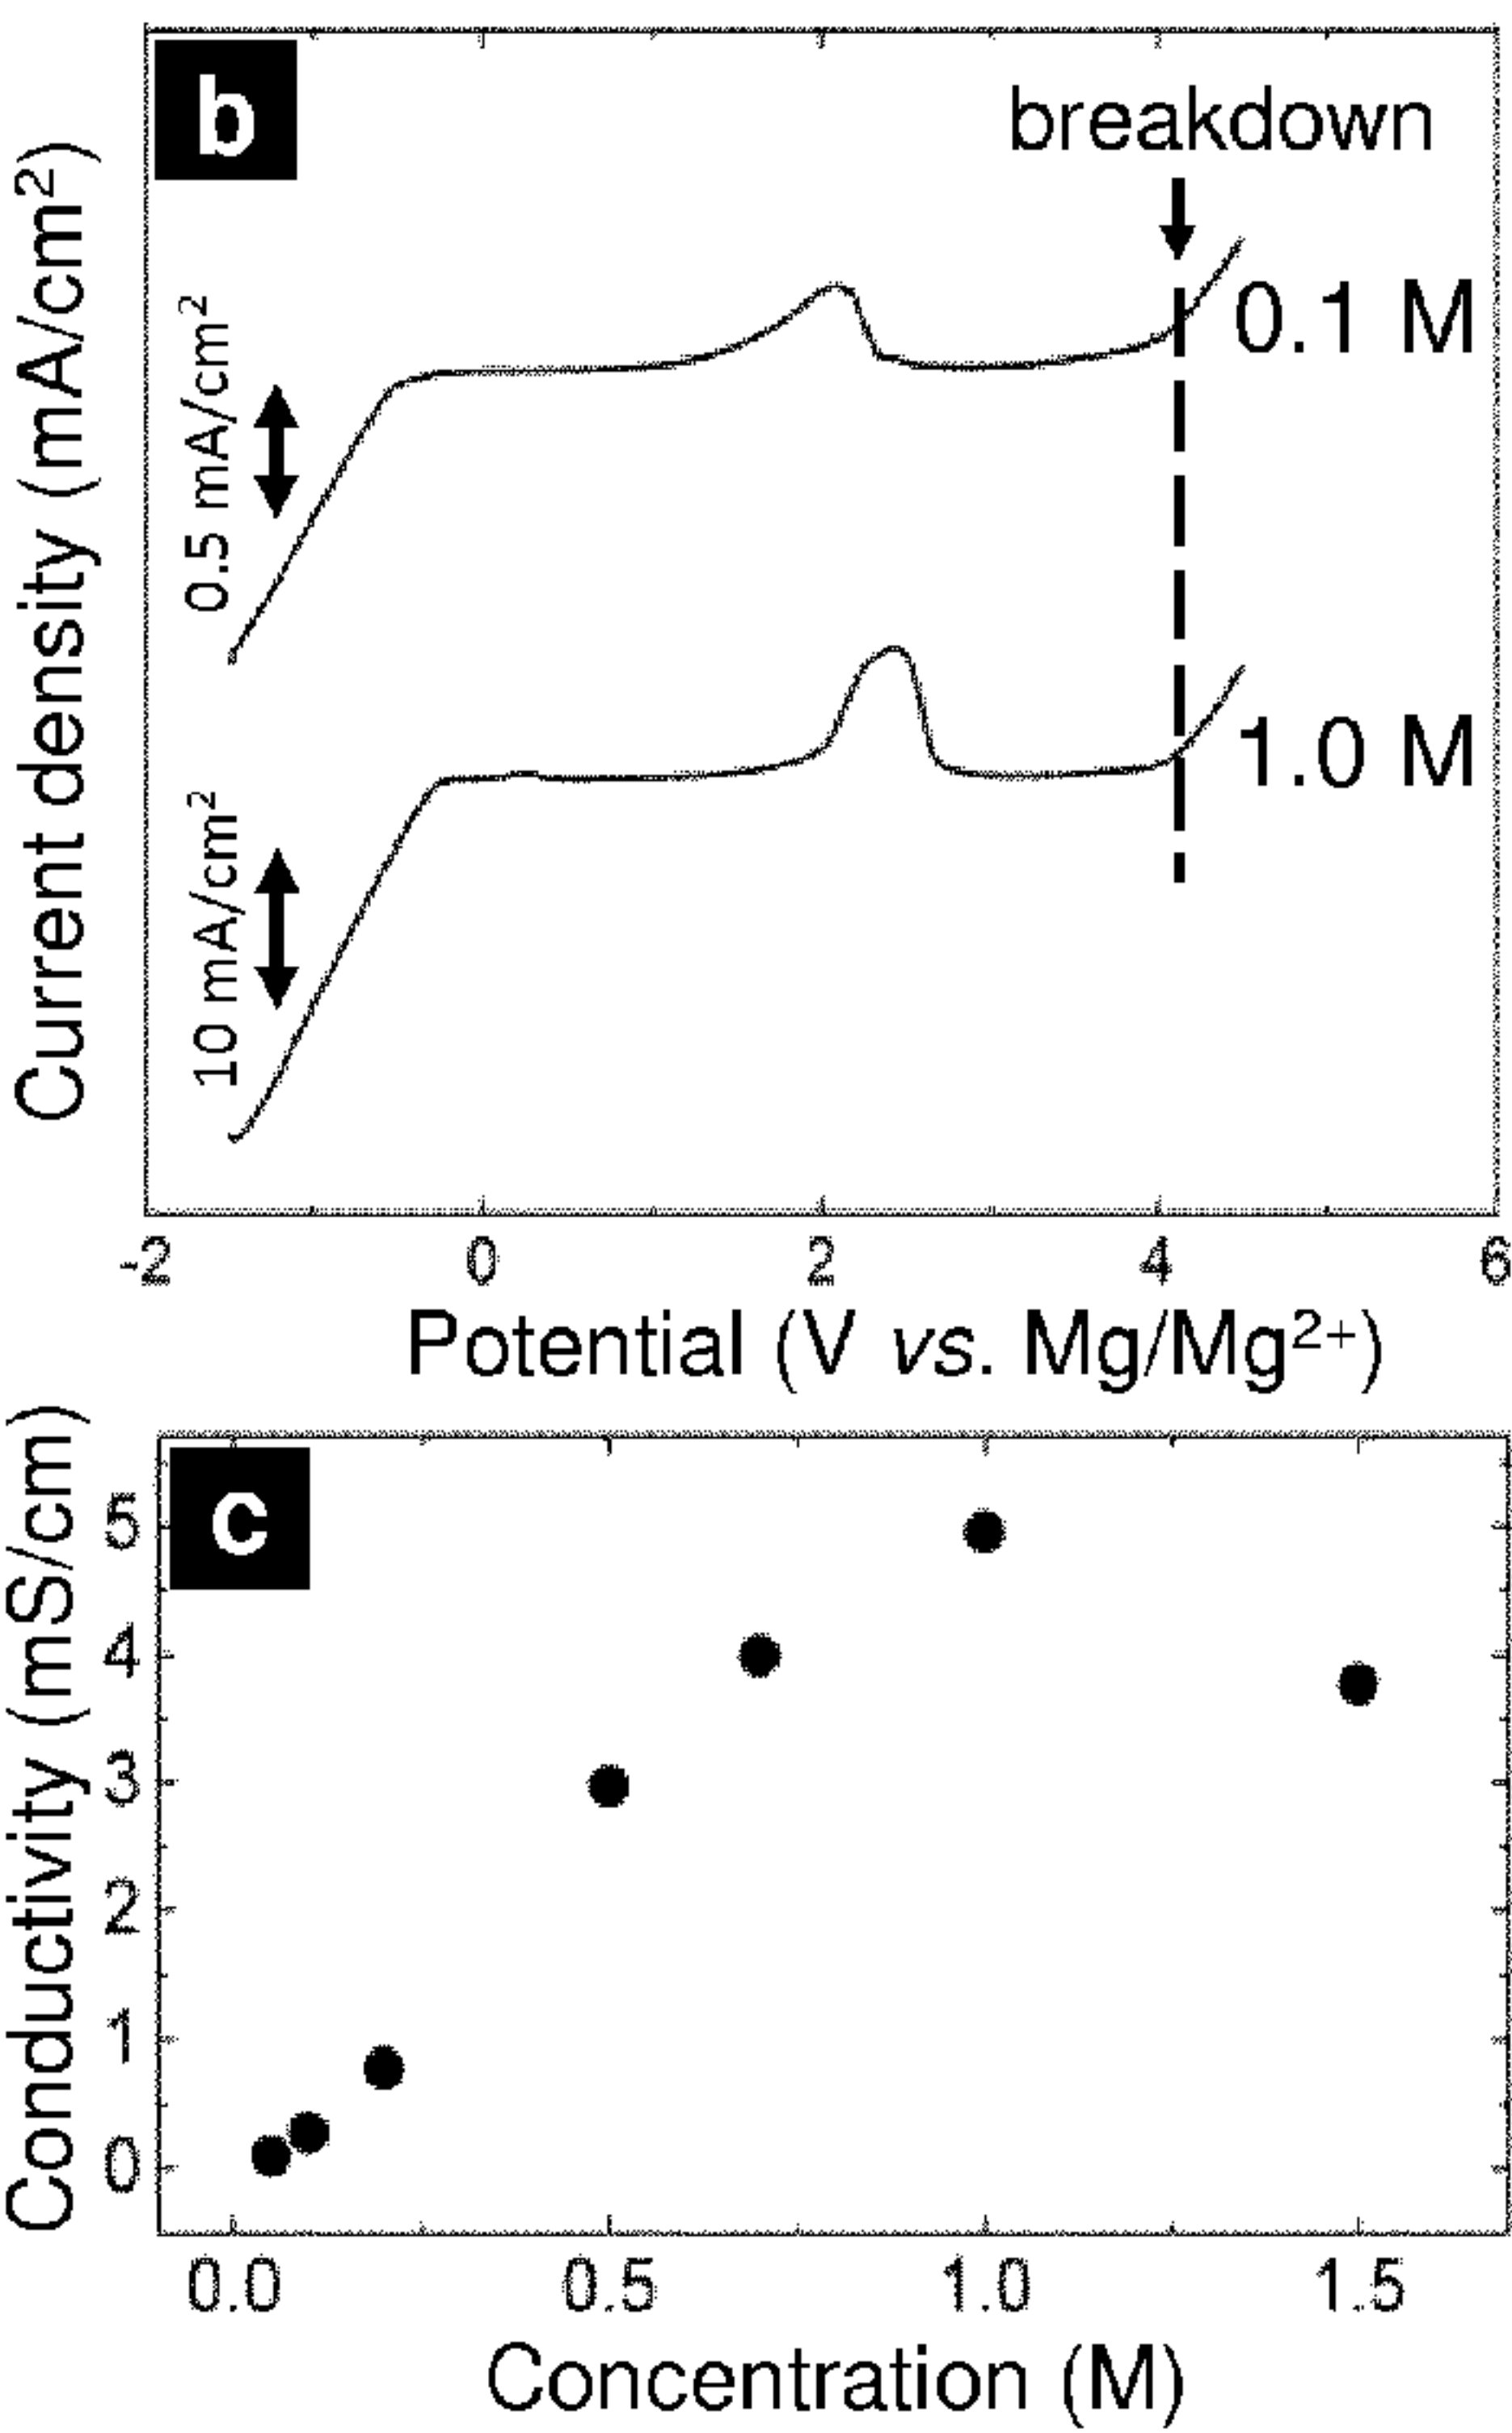 b
breakdown
Current density (mA/cm²)
0.5 mA/cm²
0.1 M
10 mA/cm²
1.0 M
-2 0 2 4 6
Potential (V vs. Mg/Mg²⁺)
c
Conductivity (mS/cm)
5
4
3
2
1
0
0.0 0.5 1.0 1.5
Concentration (M)